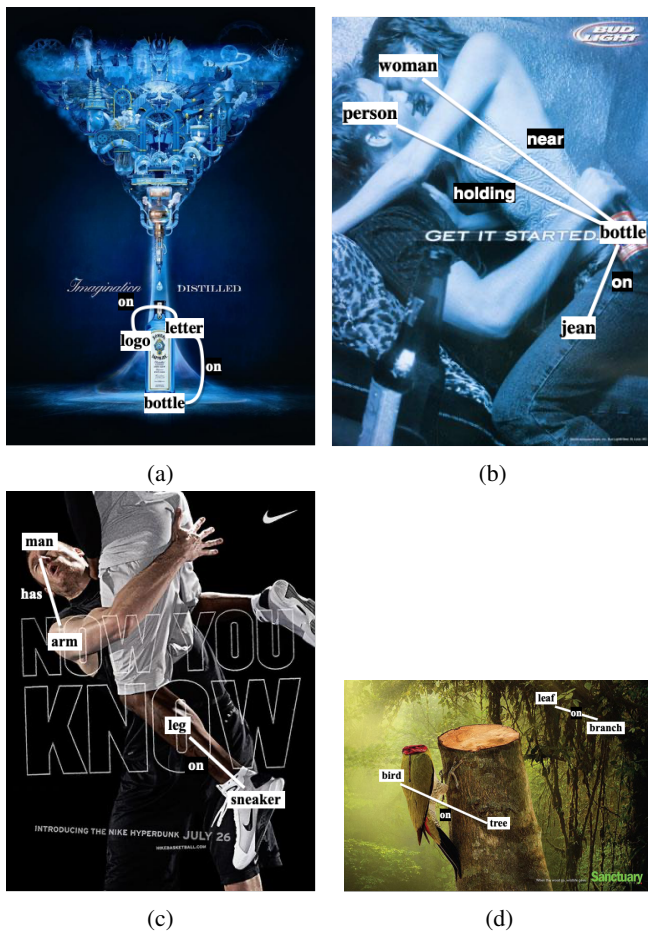 Imagination DISTILLED
on
logo letter
on
bottle
(a)
BUD
LIGHT
woman
person
near
holding
GET IT STARTED
bottle
on
jean
(b)
man
has
arm
NOW YOU
KNOW
leg
on
sneaker
INTRODUCING THE NIKE HYPERDUNK JULY 26
NIKEBASKETBALL.COM
(c)
leaf
on
branch
bird
on
tree
Sanctuary
(d)